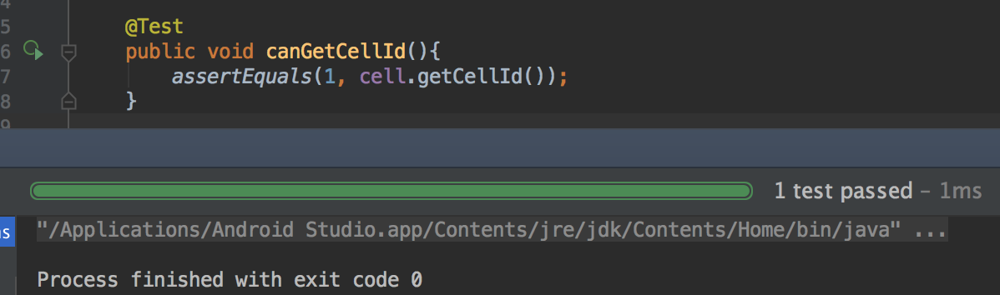 4
5 @Test
6 public void canGetCellId(){
7 assertEquals(1, cell.getCellId());
8 }
9
1 test passed – 1ms
"/Applications/Android Studio.app/Contents/jre/jdk/Contents/Home/bin/java" ...
Process finished with exit code 0